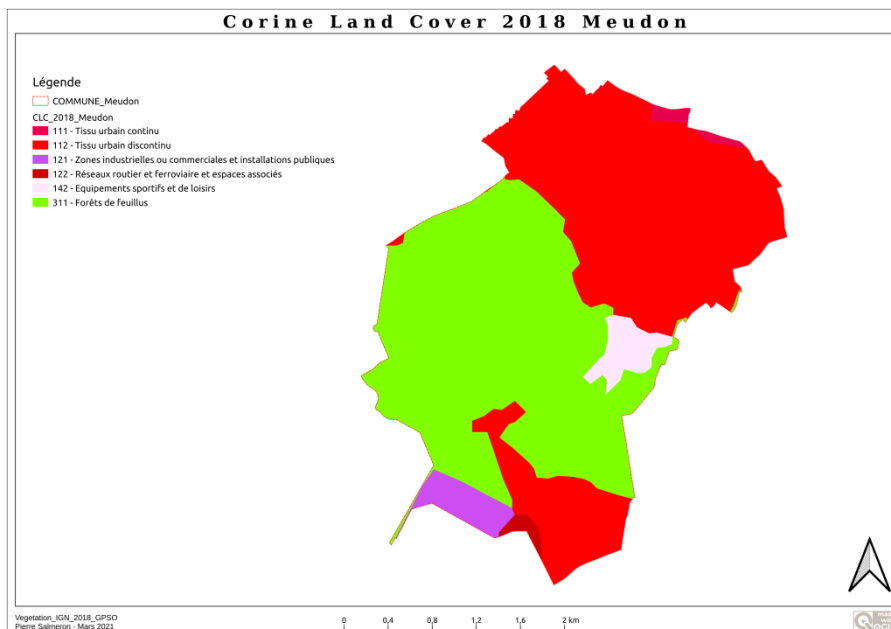 Corine Land Cover 2018 Meudon
Légende
COMMUNE_Meudon
CLC_2018_Meudon
111 - Tissu urbain continu
112 - Tissu urbain discontinu
121 - Zones industrielles ou commerciales et installations publiques
122 - Réseaux routier et ferroviaire et espaces associés
142 - Equipements sportifs et de loisirs
311 - Forêts de feuillus
Vegetation_IGN_2018_GPSO
Pierre Salmeron - Mars 2021
0 0,4 0,8 1,2 1,6 2 km